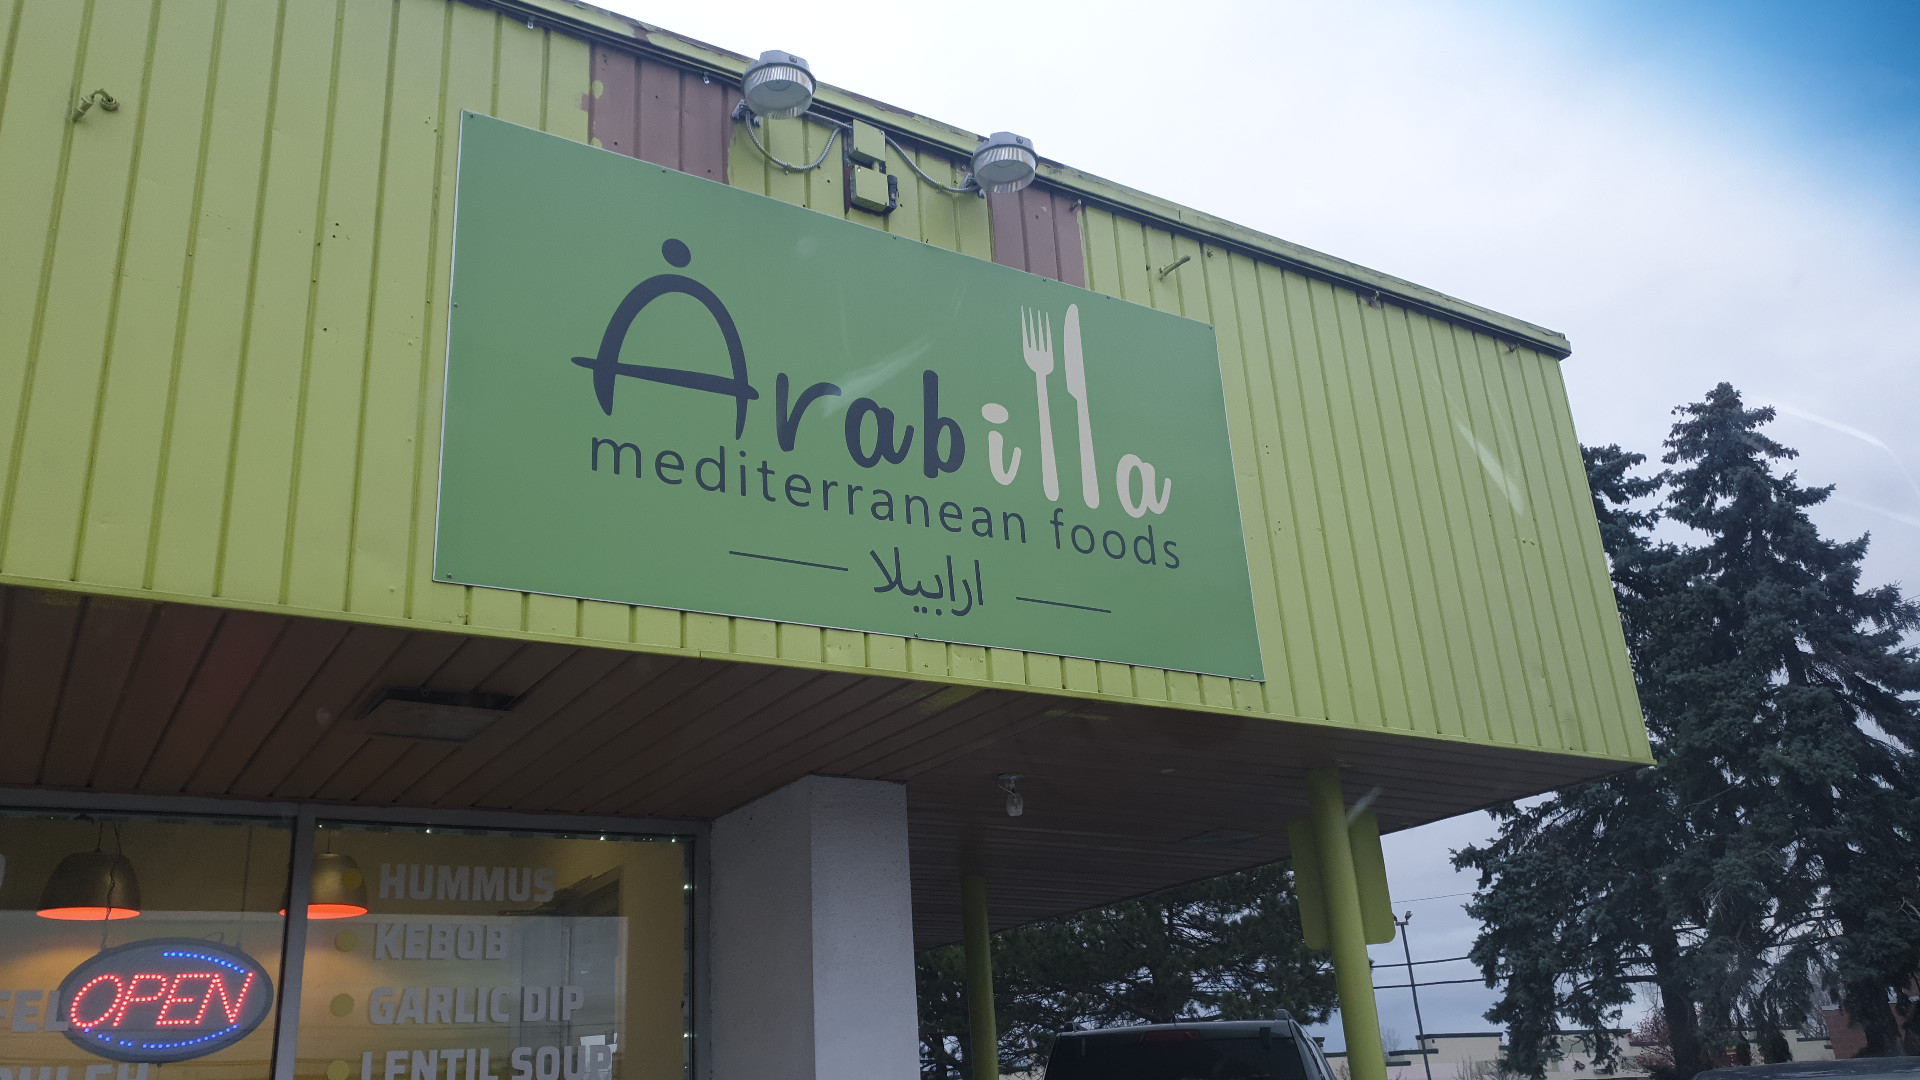 Arabilla
mediterranean foods
ارابيلا
HUMMUS
KEBOB
GARLIC DIP
LENTIL SOUP
OPEN